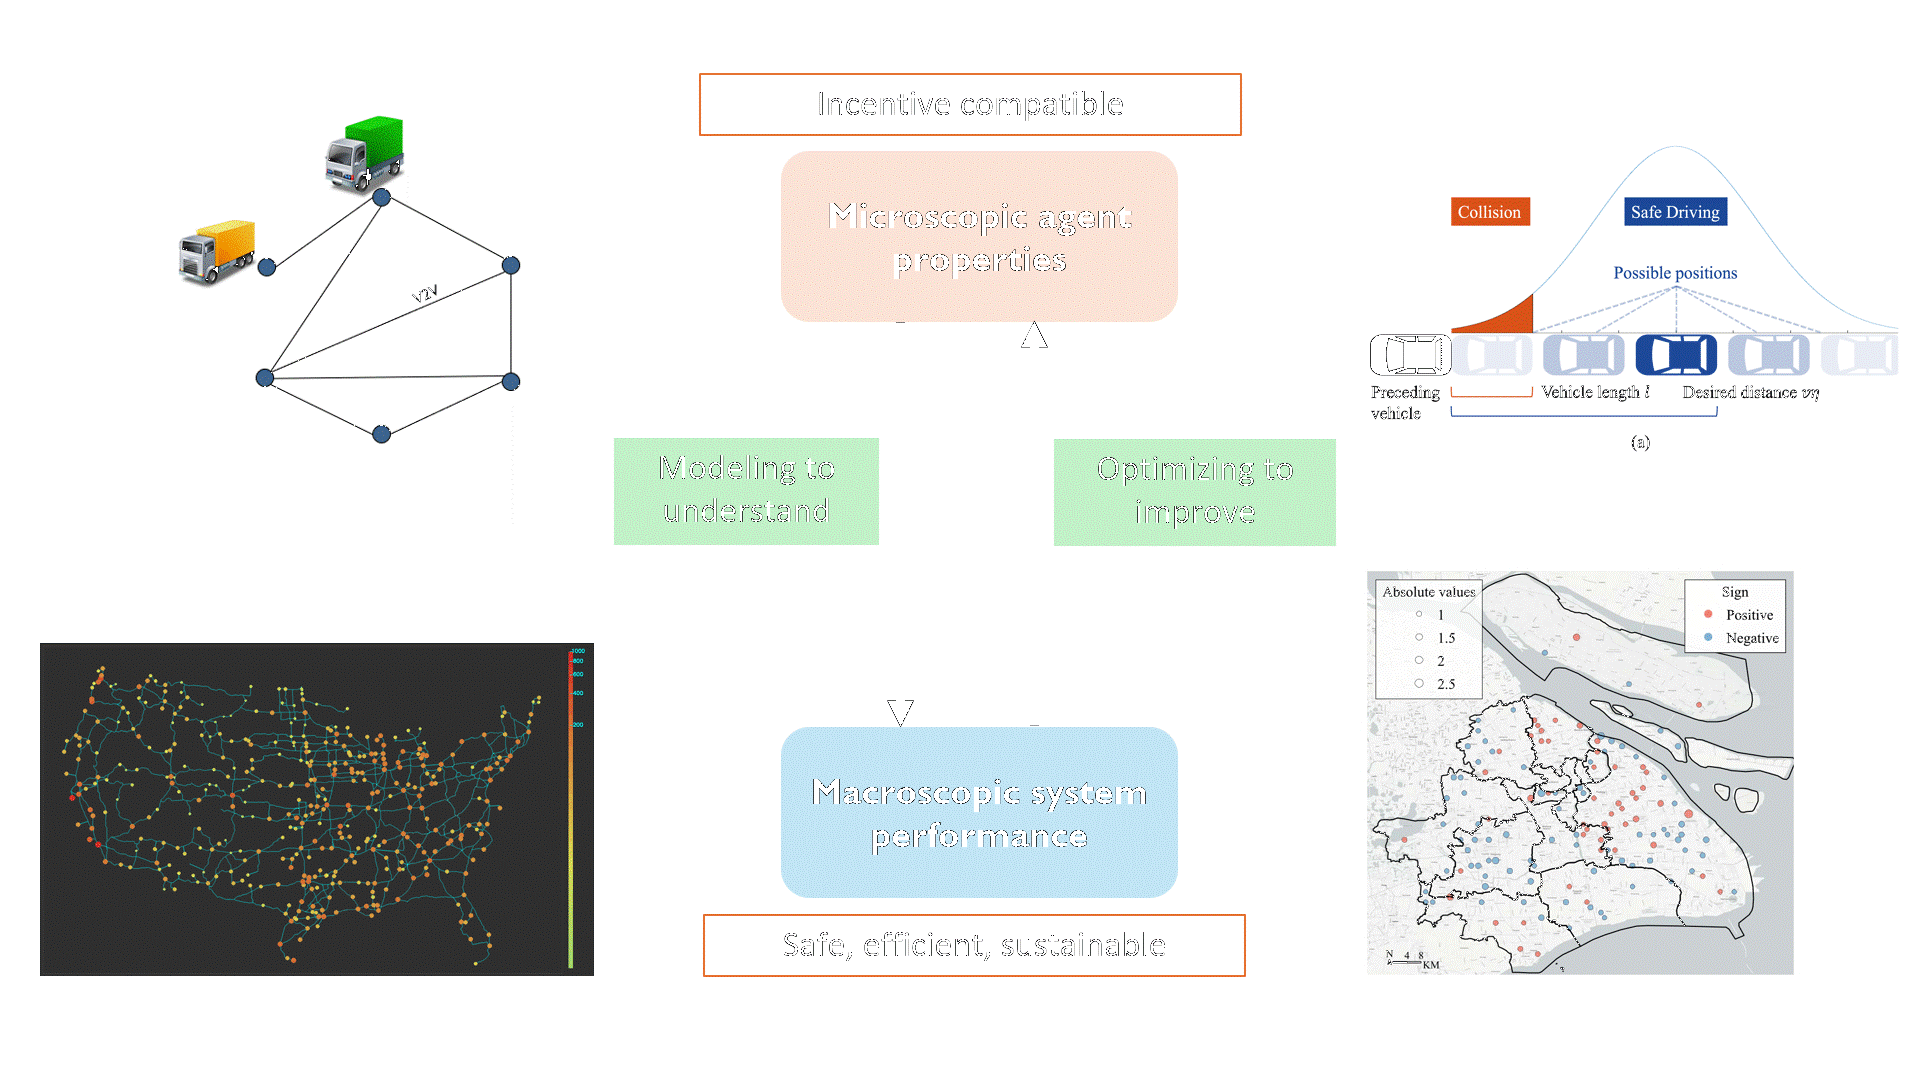 Incentive compatible
Microscopic agent
properties
V2V
Collision
Safe Driving
Possible positions
Preceding
vehicle
Vehicle length l
Desired distance vη
(a)
Modeling to
understand
Optimizing to
improve
1000
800
600
400
200
Macroscopic system
performance
Safe, efficient, sustainable
Absolute values
1
1.5
2
2.5
Sign
Positive
Negative
N
4 8
KM